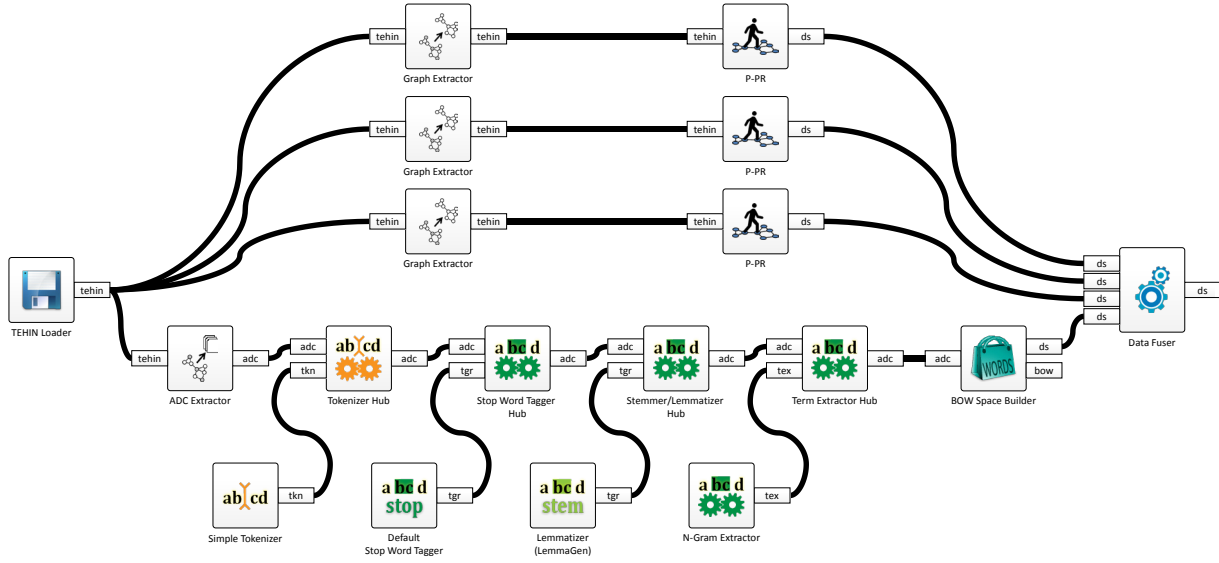 tehin
tehin
tehin
ds
Graph Extractor
P-PR
tehin
tehin
tehin
ds
Graph Extractor
P-PR
tehin
tehin
tehin
ds
Graph Extractor
P-PR
tehin
TEHIN Loader
ds
ds
ds
ds
ds
Data Fuser
tehin
adc
ADC Extractor
adc
tkn
ab cd
adc
Tokenizer Hub
adc
tgr
a bc d
adc
Stop Word Tagger
Hub
adc
tgr
a bc d
adc
Stemmer/Lemmatizer
Hub
adc
tex
a bc d
adc
Term Extractor Hub
adc
WORDS
ds
bow
BOW Space Builder
ab cd
tkn
Simple Tokenizer
a bc d
stop
tgr
Default
Stop Word Tagger
a bc d
stem
tgr
Lemmatizer
(LemmaGen)
a bc d
tex
N-Gram Extractor